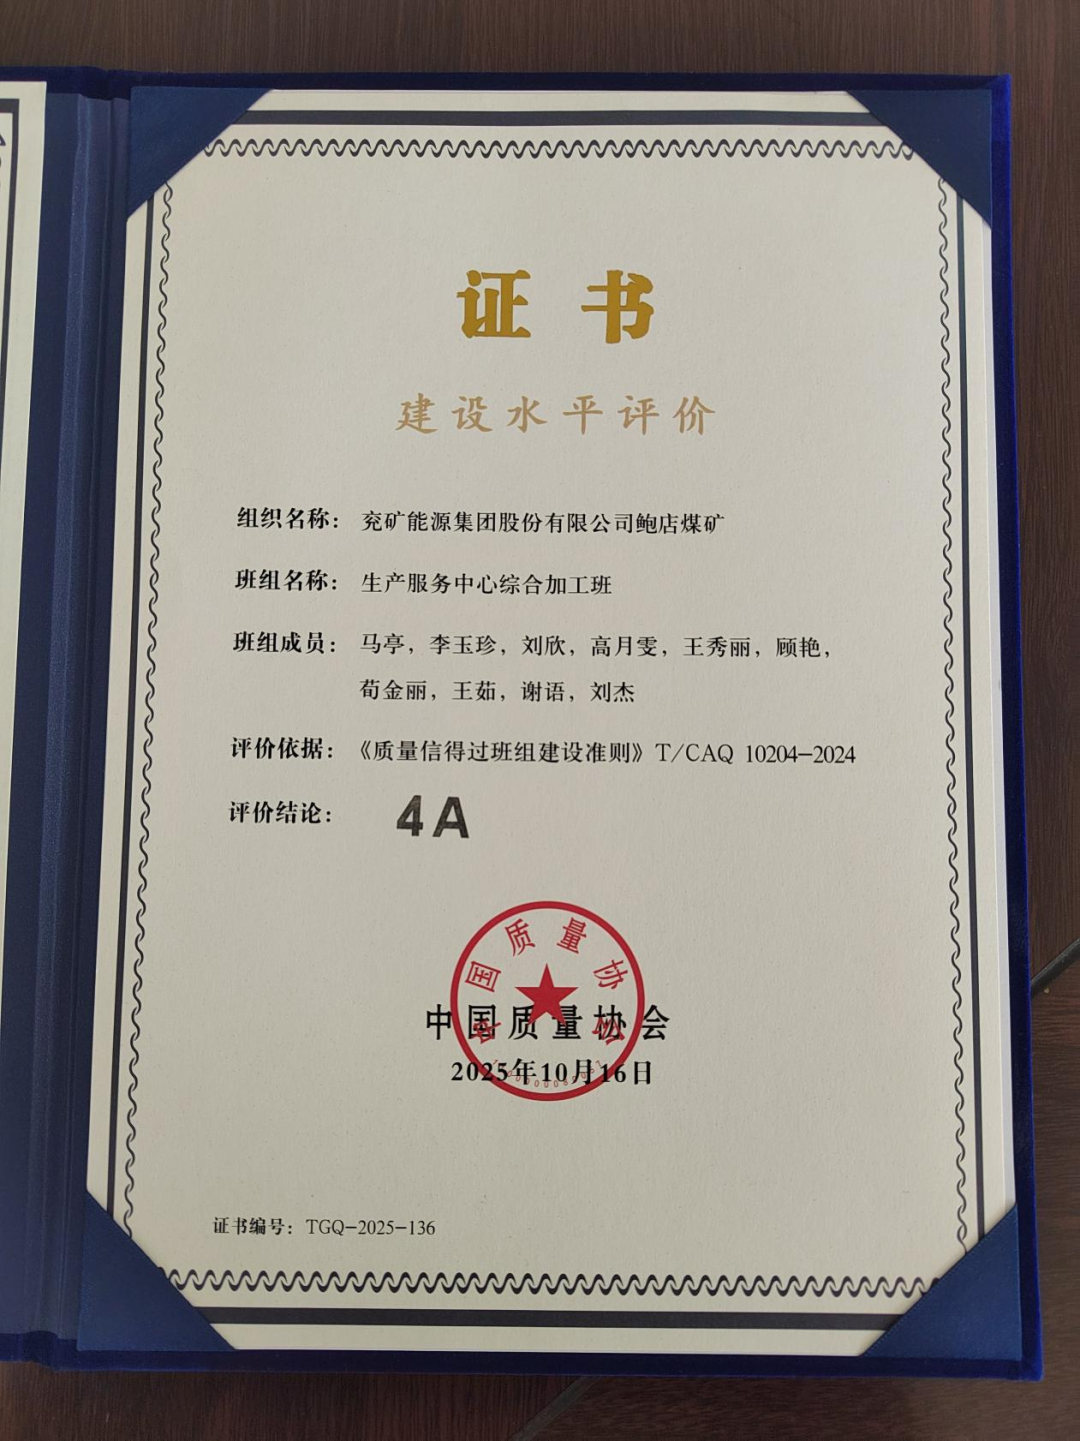 证书
建设水平评价
组织名称： 兖矿能源集团股份有限公司鲍店煤矿
班组名称： 生产服务中心综合加工班
班组成员： 马亭，李玉珍，刘欣，高月雯，王秀丽，顾艳，
荀金丽，王茹，谢语，刘杰
评价依据： 《质量信得过班组建设准则》T/CAQ 10204-2024
评价结论： 4A
中国质量协会
中国质量协会
2025年10月16日
证书编号：TGQ-2025-136